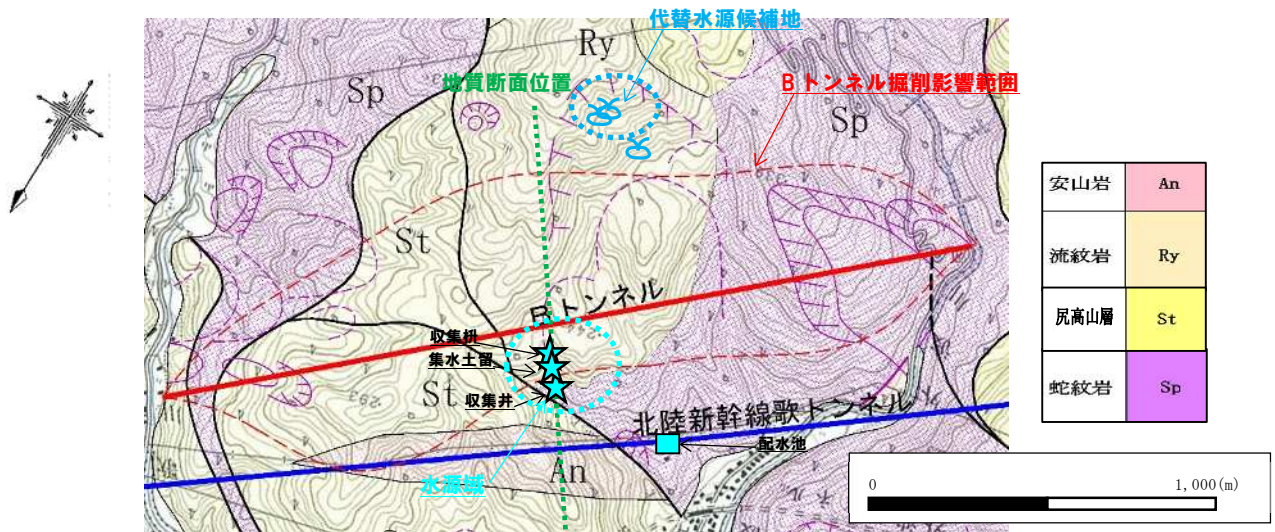 代替水源候補地
Ry
地質断面位置
Bトンネル掘削影響範囲
Sp
Sp
St
Bトンネル
収集枡
集水土留
収集井
St
293
北陸新幹線歌トンネル
配水池
An
水源域
安山岩 An
流紋岩 Ry
尻高山層 St
蛇紋岩 Sp
0 1,000(m)